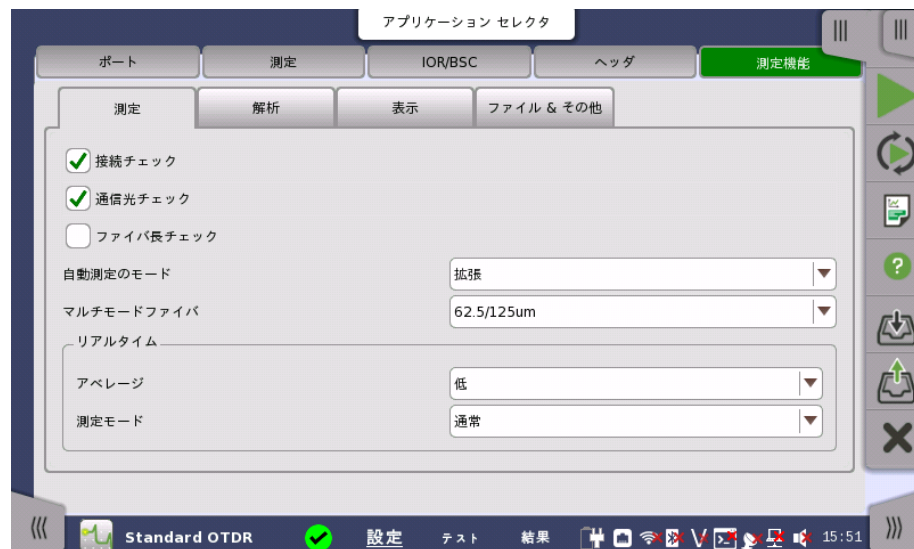 アプリケーション セレクタ
ポート
測定
IOR/BSC
ヘッダ
測定機能
測定
解析
表示
ファイル & その他
接続チェック
通信光チェック
ファイバ長チェック
自動測定のモード
拡張
マルチモードファイバ
62.5/125um
リアルタイム
アベレージ
低
測定モード
通常
Standard OTDR
設定
テスト
結果
15:51